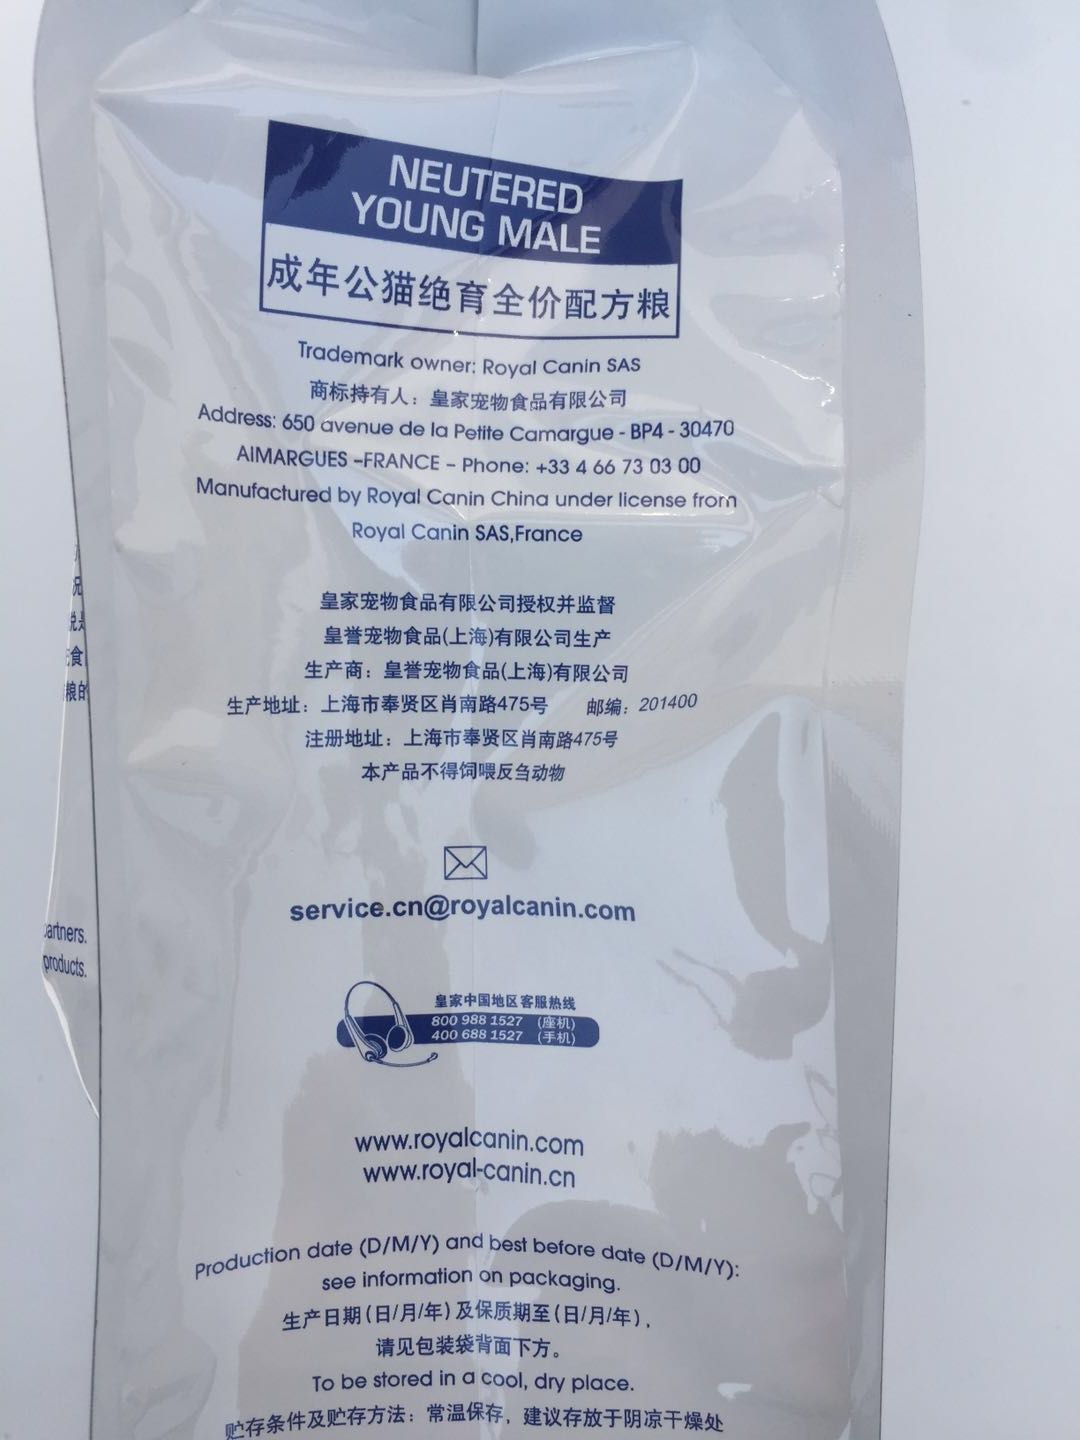 NEUTERED
YOUNG MALE
成年公猫绝育全价配方粮
Trademark owner: Royal Canin SAS
商标持有人：皇家宠物食品有限公司
Address: 650 avenue de la Petite Camargue - BP4 - 30470
AIMARGUES –FRANCE – Phone: +33 4 66 73 03 00
Manufactured by Royal Canin China under license from
Royal Canin SAS,France
皇家宠物食品有限公司授权并监督
皇誉宠物食品(上海)有限公司生产
生产商：皇誉宠物食品(上海)有限公司
生产地址：上海市奉贤区肖南路475号 邮编：201400
注册地址：上海市奉贤区肖南路475号
本产品不得饲喂反刍动物
service.cn@royalcanin.com
皇家中国地区客服热线
800 988 1527 (座机)
400 688 1527 (手机)
www.royalcanin.com
www.royal-canin.cn
Production date (D/M/Y) and best before date (D/M/Y):
see information on packaging.
生产日期(日/月/年)及保质期至(日/月/年)，
请见包装袋背面下方。
To be stored in a cool, dry place.
贮存条件及贮存方法：常温保存，建议存放于阴凉干燥处
粮的
products.